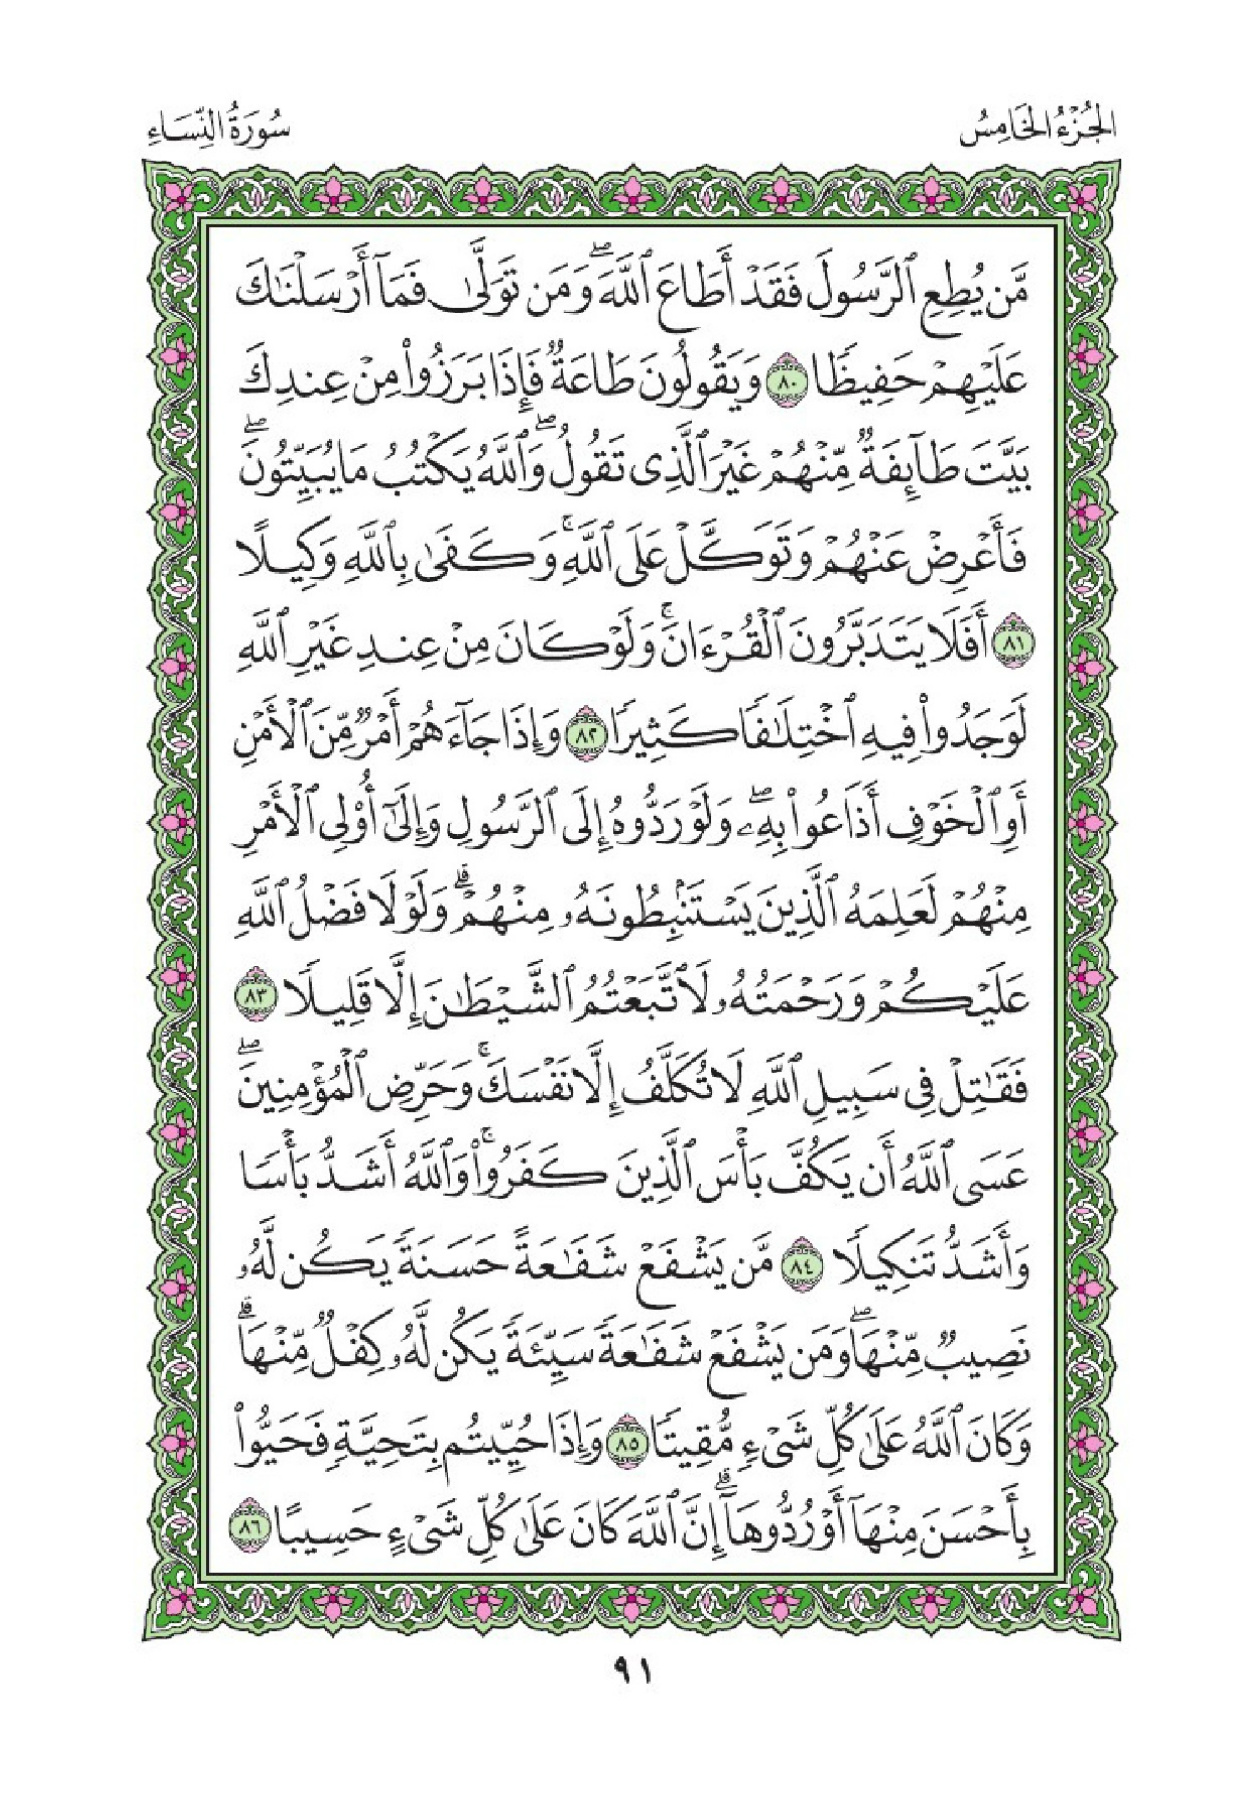 الجُزْءُ الخَامِسُ
سُورَةُ النِّسَاءِ
مَّن يُطِعِ ٱلرَّسُولَ فَقَدْ أَطَاعَ ٱللَّهَۖ وَمَن تَوَلَّىٰ فَمَآ أَرْسَلْنَٰكَ
عَلَيْهِمْ حَفِيظًا ٨٠ وَيَقُولُونَ طَاعَةٌ فَإِذَا بَرَزُوا۟ مِنْ عِندِكَ
بَيَّتَ طَآئِفَةٌ مِّنْهُمْ غَيْرَ ٱلَّذِى تَقُولُۖ وَٱللَّهُ يَكْتُبُ مَا يُبَيِّتُونَۖ
فَأَعْرِضْ عَنْهُمْ وَتَوَكَّلْ عَلَى ٱللَّهِۚ وَكَفَىٰ بِٱللَّهِ وَكِيلًا
٨١ أَفَلَا يَتَدَبَّرُونَ ٱلْقُرْءَانَۚ وَلَوْ كَانَ مِنْ عِندِ غَيْرِ ٱللَّهِ
لَوَجَدُوا۟ فِيهِ ٱخْتِلَٰفًا كَثِيرًا ٨٢ وَإِذَا جَآءَهُمْ أَمْرٌ مِّنَ ٱلْأَمْنِ
أَوِ ٱلْخَوْفِ أَذَاعُوا۟ بِهِۦۖ وَلَوْ رَدُّوهُ إِلَى ٱلرَّسُولِ وَإِلَىٰٓ أُو۟لِى ٱلْأَمْرِ
مِنْهُمْ لَعَلِمَهُ ٱلَّذِينَ يَسْتَنۢبِطُونَهُۥ مِنْهُمْۗ وَلَوْلَا فَضْلُ ٱللَّهِ
عَلَيْكُمْ وَرَحْمَتُهُۥ لَٱتَّبَعْتُمُ ٱلشَّيْطَٰنَ إِلَّا قَلِيلًا ٨٣
فَقَٰتِلْ فِى سَبِيلِ ٱللَّهِ لَا تُكَلَّفُ إِلَّا نَفْسَكَۚ وَحَرِّضِ ٱلْمُؤْمِنِينَۖ
عَسَى ٱللَّهُ أَن يَكُفَّ بَأْسَ ٱلَّذِينَ كَفَرُوا۟ۚ وَٱللَّهُ أَشَدُّ بَأْسًا
وَأَشَدُّ تَنكِيلًا ٨٤ مَّن يَشْفَعْ شَفَٰعَةً حَسَنَةً يَكُن لَّهُۥ
نَصِيبٌ مِّنْهَاۖ وَمَن يَشْفَعْ شَفَٰعَةً سَيِّئَةً يَكُن لَّهُۥ كِفْلٌ مِّنْهَاۗ
وَكَانَ ٱللَّهُ عَلَىٰ كُلِّ شَىْءٍ مُّقِيتًا ٨٥ وَإِذَا حُيِّيتُم بِتَحِيَّةٍ فَحَيُّوا۟
بِأَحْسَنَ مِنْهَآ أَوْ رُدُّوهَآۗ إِنَّ ٱللَّهَ كَانَ عَلَىٰ كُلِّ شَىْءٍ حَسِيبًا ٨٦
٩١